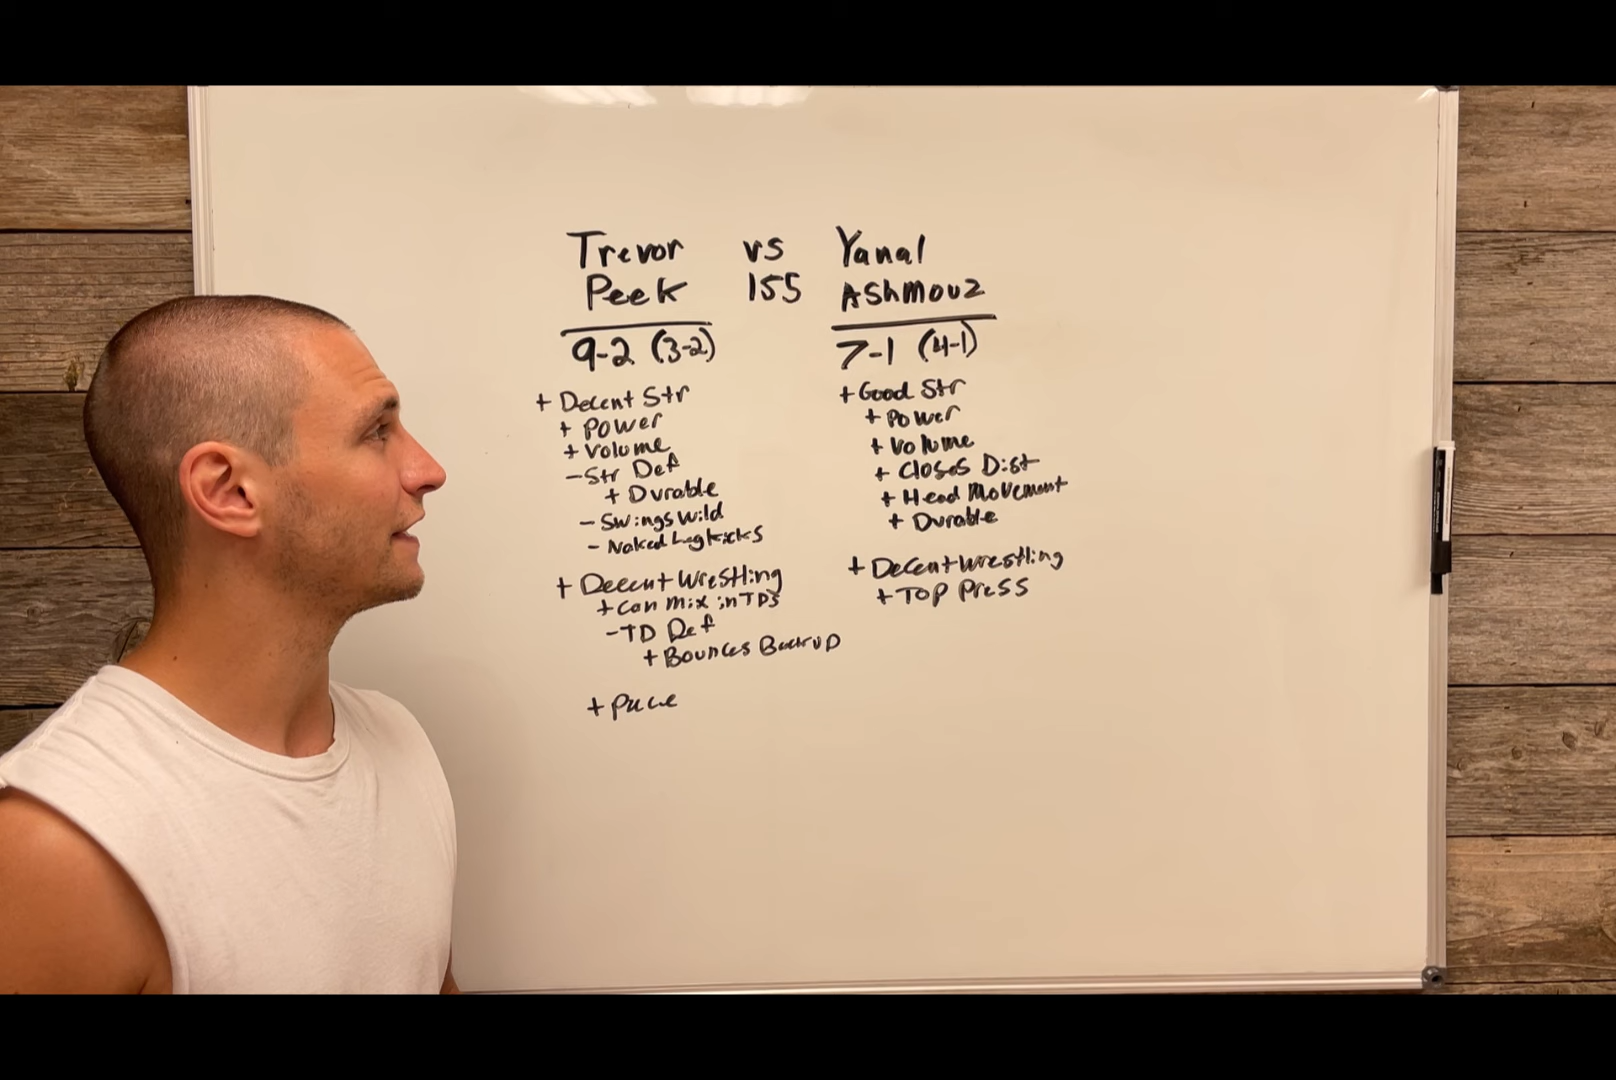 Trevor vs Yanal
Peek 155 Ashmouz
9-2 (3-2)
+ Decent Str
+ Power
+ Volume
- Str Def
+ Durable
- Swings Wild
- Naked Leg kicks
+ Decent Wrestling
+ Can mix in TDs
- TD Def
+ Bounces Back up
+ Pace
7-1 (4-1)
+ Good Str
+ Power
+ Volume
+ Closes Dist
+ Head Movement
+ Durable
+ Decent wrestling
+ Top Press